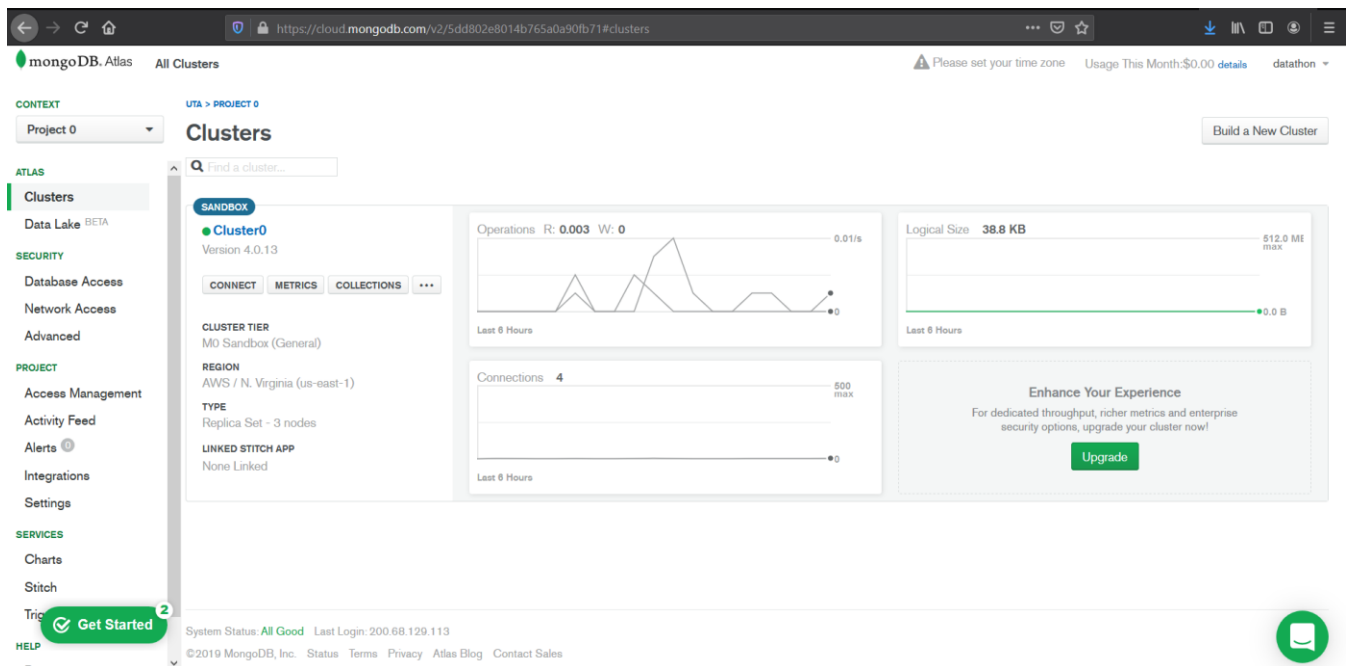 https://cloud.mongodb.com/v2/5dd802e8014b765a0a90fb71#clusters
mongoDB. Atlas All Clusters Please set your time zone Usage This Month:$0.00 details datathon
CONTEXT
Project 0
ATLAS
Clusters
Data Lake BETA
SECURITY
Database Access
Network Access
Advanced
PROJECT
Access Management
Activity Feed
Alerts 0
Integrations
Settings
SERVICES
Charts
Stitch
Get Started 2
HELP
UTA > PROJECT 0
Clusters
Build a New Cluster
Find a cluster...
SANDBOX
Cluster0
Version 4.0.13
CONNECT METRICS COLLECTIONS ...
CLUSTER TIER
M0 Sandbox (General)
REGION
AWS / N. Virginia (us-east-1)
TYPE
Replica Set - 3 nodes
LINKED STITCH APP
None Linked
Operations R: 0.003 W: 0
0.01/s
0
Last 6 Hours
Logical Size 38.8 KB
512.0 MB
max
0.0 B
Last 6 Hours
Connections 4
500
max
0
Last 6 Hours
Enhance Your Experience
For dedicated throughput, richer metrics and enterprise
security options, upgrade your cluster now!
Upgrade
System Status: All Good Last Login: 200.68.129.113
©2019 MongoDB, Inc. Status Terms Privacy Atlas Blog Contact Sales